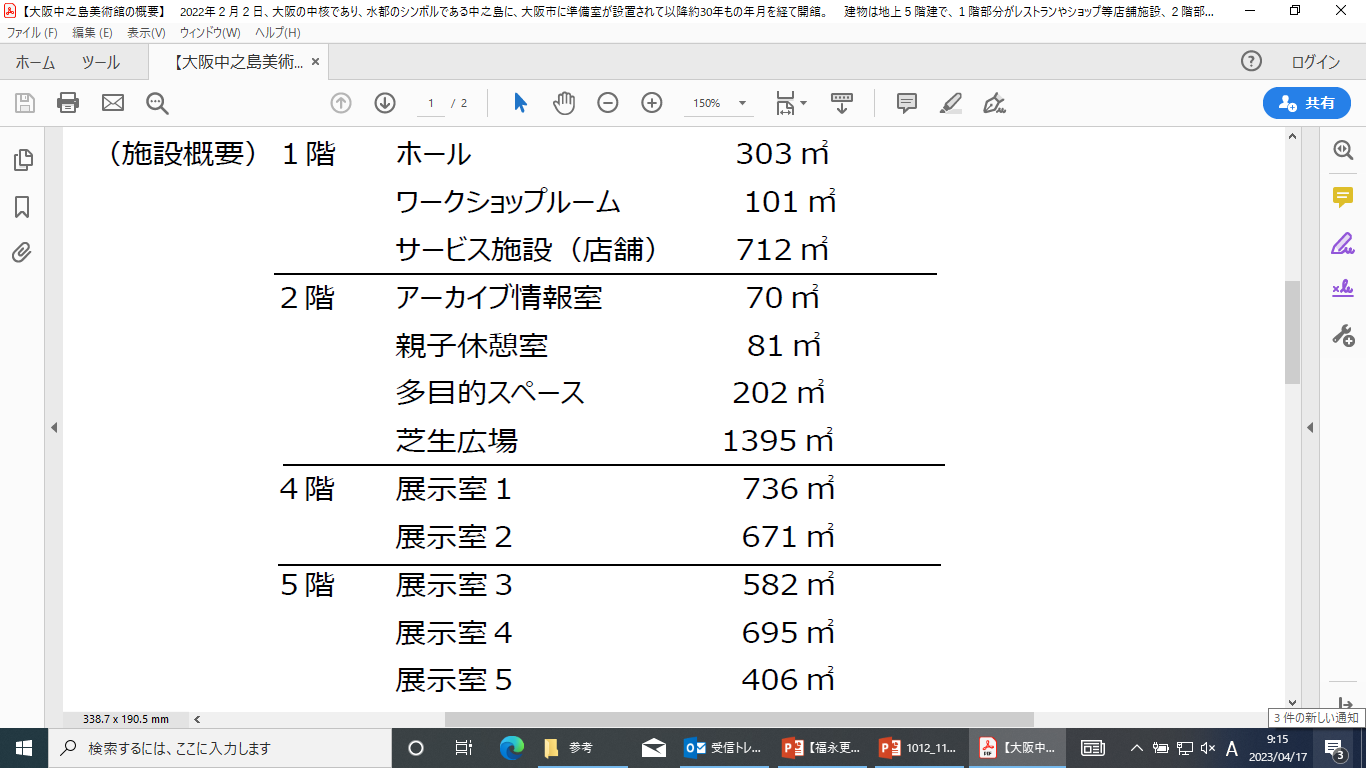 【大阪中之島美術館の概要】　2022年２月２日、大阪の中核であり、水都のシンボルである中之島に、大阪市に準備室が設置されて以降約30年もの年月を経て開館。　建物は地上５階建で、１階部分がレストランやショップ等店舗施設、２階部...
ファイル(F)　編集(E)　表示(V)　ウィンドウ(W)　ヘルプ(H)
ホーム　ツール　【大阪中之島美術... ×　ログイン
1 / 2　150%　共有
（施設概要）１階　ホール　303㎡
ワークショップルーム　101㎡
サービス施設（店舗）　712㎡
２階　アーカイブ情報室　70㎡
親子休憩室　81㎡
多目的スペース　202㎡
芝生広場　1395㎡
４階　展示室１　736㎡
展示室２　671㎡
５階　展示室３　582㎡
展示室４　695㎡
展示室５　406㎡
338.7 x 190.5 mm
3 件の新しい通知
検索するには、ここに入力します　参考　受信トレ...　【福永更...　1012_11...　【大阪中...　A　9:15
2023/04/17　3